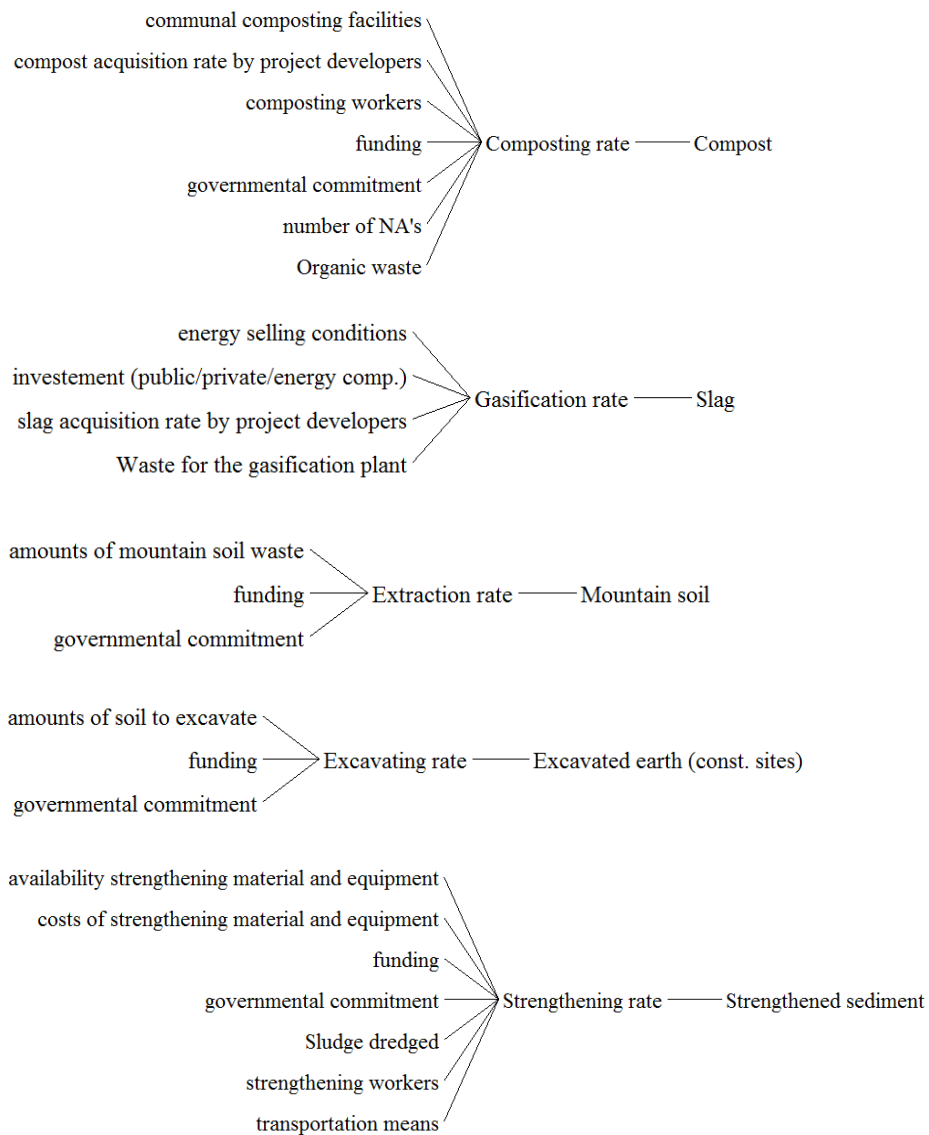 communal composting facilities
compost acquisition rate by project developers
composting workers
funding
Composting rate
Compost
governmental commitment
number of NA's
Organic waste
energy selling conditions
investement (public/private/energy comp.)
Gasification rate
Slag
slag acquisition rate by project developers
Waste for the gasification plant
amounts of mountain soil waste
funding
Extraction rate
Mountain soil
governmental commitment
amounts of soil to excavate
funding
Excavating rate
Excavated earth (const. sites)
governmental commitment
availability strengthening material and equipment
costs of strengthening material and equipment
funding
governmental commitment
Strengthening rate
Strengthened sediment
Sludge dredged
strengthening workers
transportation means